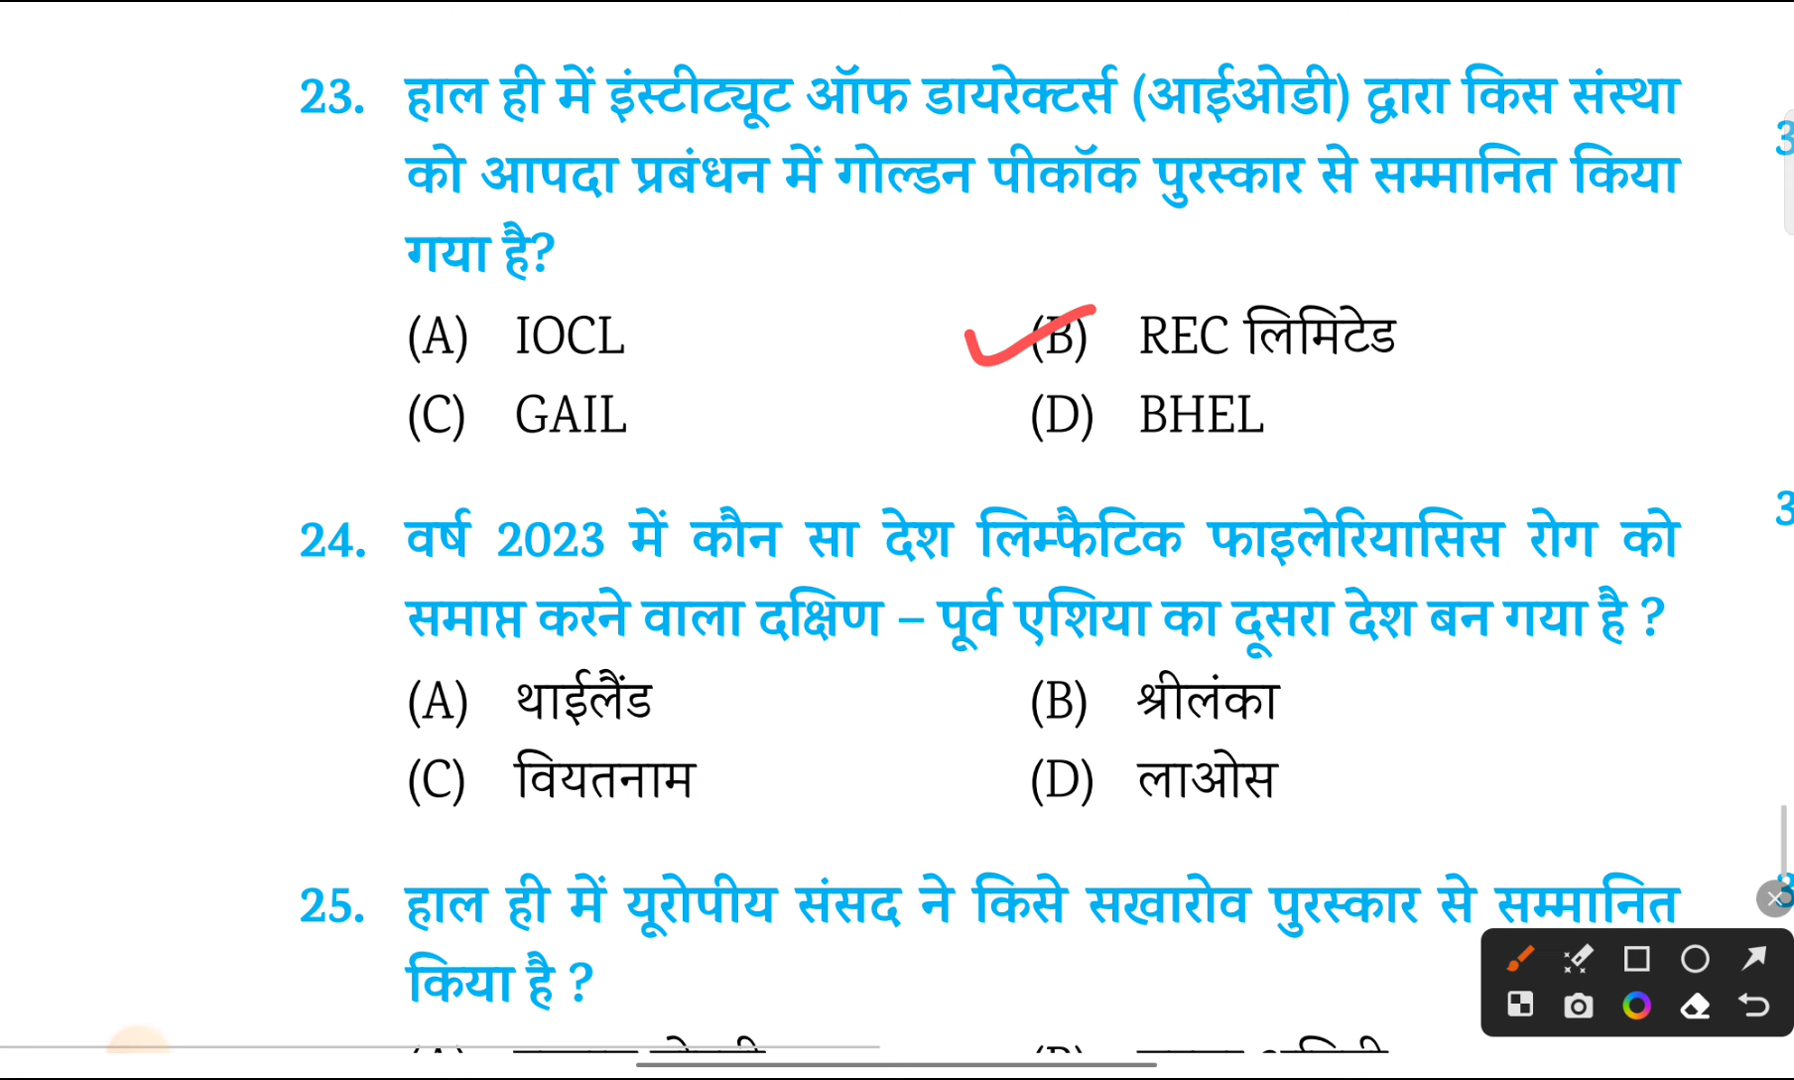 23. हाल ही में इंस्टीट्यूट ऑफ डायरेक्टर्स (आईओडी) द्वारा किस संस्था
को आपदा प्रबंधन में गोल्डन पीकॉक पुरस्कार से सम्मानित किया
गया है?
(A) IOCL (B) REC लिमिटेड
(C) GAIL (D) BHEL
24. वर्ष 2023 में कौन सा देश लिम्फैटिक फाइलेरियासिस रोग को
समाप्त करने वाला दक्षिण – पूर्व एशिया का दूसरा देश बन गया है ?
(A) थाईलैंड (B) श्रीलंका
(C) वियतनाम (D) लाओस
25. हाल ही में यूरोपीय संसद ने किसे सखारोव पुरस्कार से सम्मानित
किया है ?